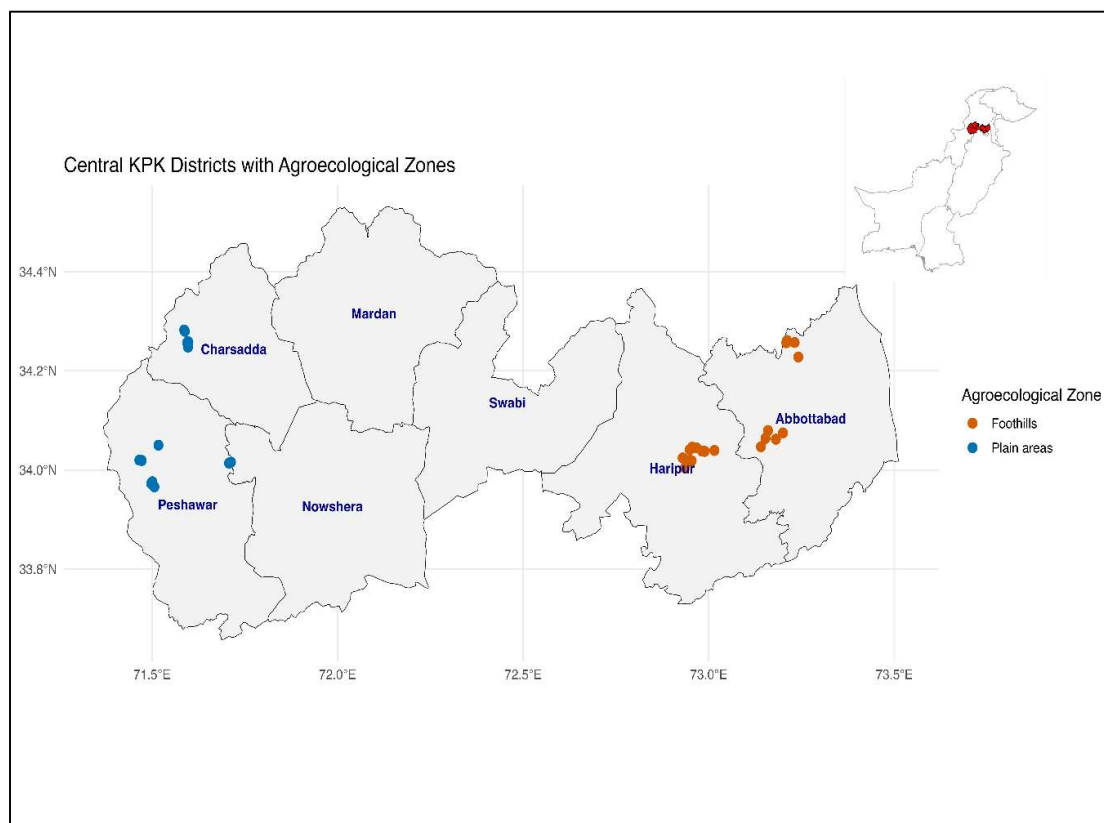 Central KPK Districts with Agroecological Zones
34.4°N
34.2°N
34.0°N
33.8°N
Mardan
Charsadda
Swabi
Abbottabad
Haripur
Peshawar
Nowshera
71.5°E
72.0°E
72.5°E
73.0°E
73.5°E
Agroecological Zone
Foothills
Plain areas